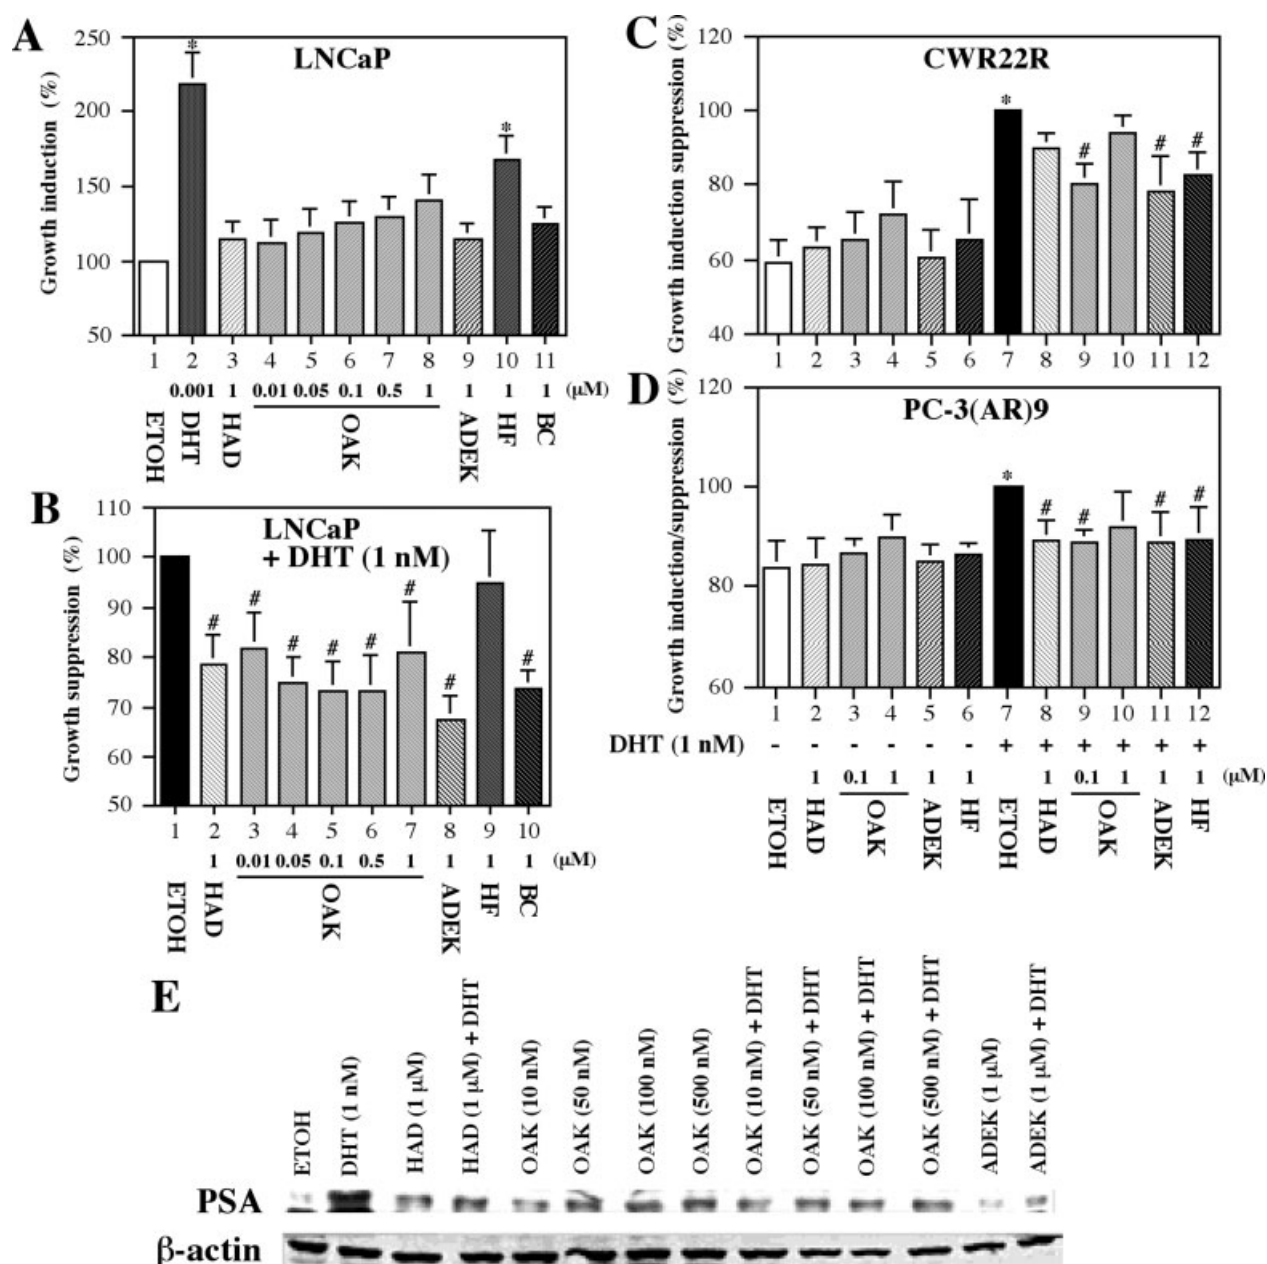 A
LNCaP
Growth induction (%)
250
200
150
100
50
*
*
1 2 3 4 5 6 7 8 9 10 11
0.001 1 0.01 0.05 0.1 0.5 1 1 1 1 (μM)
ETOH DHT HAD OAK ADEK HF BC
B
LNCaP
+ DHT (1 nM)
Growth suppression (%)
110
100
90
80
70
60
50
# # # # # # # #
1 2 3 4 5 6 7 8 9 10
1 0.01 0.05 0.1 0.5 1 1 1 1 (μM)
ETOH HAD OAK ADEK HF BC
C
CWR22R
Growth induction suppression (%)
120
100
80
60
40
* # # #
1 2 3 4 5 6 7 8 9 10 11 12
D
PC-3(AR)9
Growth induction/suppression (%)
120
100
80
60
* # # # #
1 2 3 4 5 6 7 8 9 10 11 12
DHT (1 nM) - - - - - - + + + + + +
1 0.1 1 1 1 1 0.1 1 1 1 (μM)
ETOH HAD OAK ADEK HF ETOH HAD OAK ADEK HF
E
ETOH
DHT (1 nM)
HAD (1 μM)
HAD (1 μM) + DHT
OAK (10 nM)
OAK (50 nM)
OAK (100 nM)
OAK (500 nM)
OAK (10 nM) + DHT
OAK (50 nM) + DHT
OAK (100 nM) + DHT
OAK (500 nM) + DHT
ADEK (1 μM)
ADEK (1 μM) + DHT
PSA
β-actin